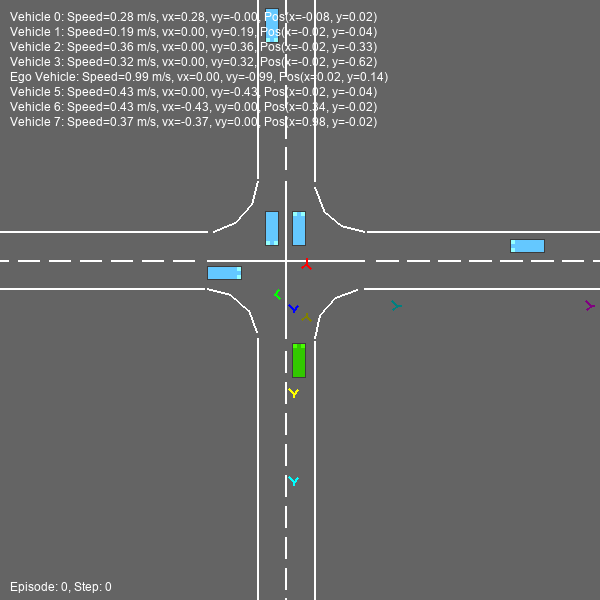 Vehicle 0: Speed=0.28 m/s, vx=0.28, vy=-0.00, Pos(x=-0.08, y=0.02)
Vehicle 1: Speed=0.19 m/s, vx=0.00, vy=0.19, Pos(x=-0.02, y=-0.04)
Vehicle 2: Speed=0.36 m/s, vx=0.00, vy=0.36, Pos(x=-0.02, y=-0.33)
Vehicle 3: Speed=0.32 m/s, vx=0.00, vy=0.32, Pos(x=-0.02, y=-0.62)
Ego Vehicle: Speed=0.99 m/s, vx=0.00, vy=-0.99, Pos(x=0.02, y=0.14)
Vehicle 5: Speed=0.43 m/s, vx=0.00, vy=-0.43, Pos(x=0.02, y=-0.04)
Vehicle 6: Speed=0.43 m/s, vx=-0.43, vy=0.00, Pos(x=0.34, y=-0.02)
Vehicle 7: Speed=0.37 m/s, vx=-0.37, vy=0.00, Pos(x=0.98, y=-0.02)
Episode: 0, Step: 0